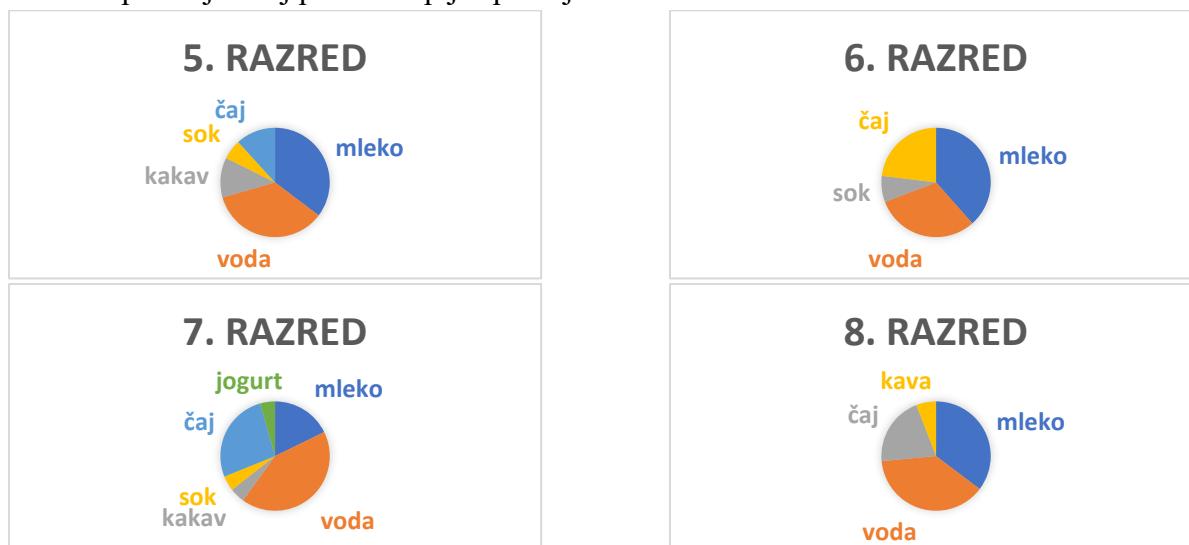 5. RAZRED
čaj
sok
mleko
kakav
voda
6. RAZRED
čaj
mleko
sok
voda
7. RAZRED
jogurt
mleko
čaj
sok
kakav
voda
8. RAZRED
kava
čaj
mleko
voda